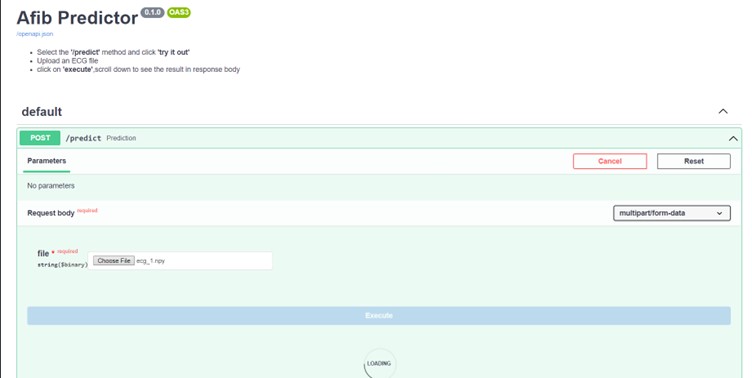 Afib Predictor 0.1.0 OAS3
/openapi.json
Select the '/predict' method and click 'try it out'
Upload an ECG file
click on 'execute',scroll down to see the result in response body
default
POST /predict Prediction
Parameters Cancel Reset
No parameters
Request body required multipart/form-data
file * required
string($binary) Choose File ecg_1.npy
Execute
LOADING